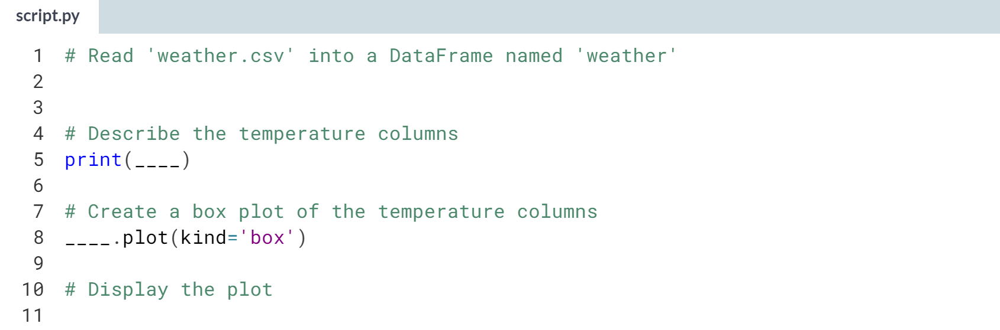 script.py
1 # Read 'weather.csv' into a DataFrame named 'weather'
2
3
4 # Describe the temperature columns
5 print(____)
6
7 # Create a box plot of the temperature columns
8 ____.plot(kind='box')
9
10 # Display the plot
11